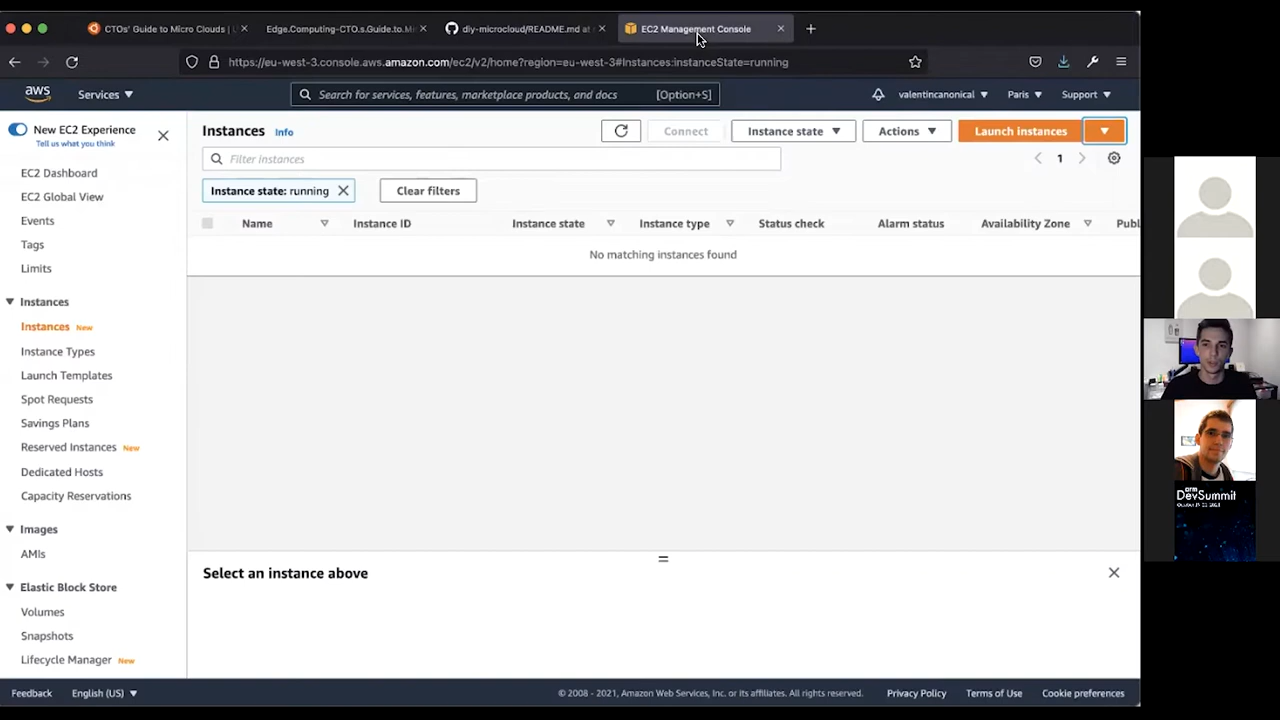 CTOs' Guide to Micro Clouds | U
Edge.Computing-CTO.s.Guide.to.M
diy-microcloud/README.md at
EC2 Management Console
https://eu-west-3.console.aws.amazon.com/ec2/v2/home?region=eu-west-3#Instances:instanceState=running
aws
Services
Search for services, features, marketplace products, and docs
[Option+S]
valentincanonical
Paris
Support
New EC2 Experience
Tell us what you think
EC2 Dashboard
EC2 Global View
Events
Tags
Limits
Instances
Instances New
Instance Types
Launch Templates
Spot Requests
Savings Plans
Reserved Instances New
Dedicated Hosts
Capacity Reservations
Images
AMIs
Elastic Block Store
Volumes
Snapshots
Lifecycle Manager New
Instances Info
Connect
Instance state
Actions
Launch instances
Filter instances
1
Instance state: running
Clear filters
Name
Instance ID
Instance state
Instance type
Status check
Alarm status
Availability Zone
Publ
No matching instances found
Select an instance above
Feedback
English (US)
© 2008 - 2021, Amazon Web Services, Inc. or its affiliates. All rights reserved.
Privacy Policy
Terms of Use
Cookie preferences
arm
DevSummit